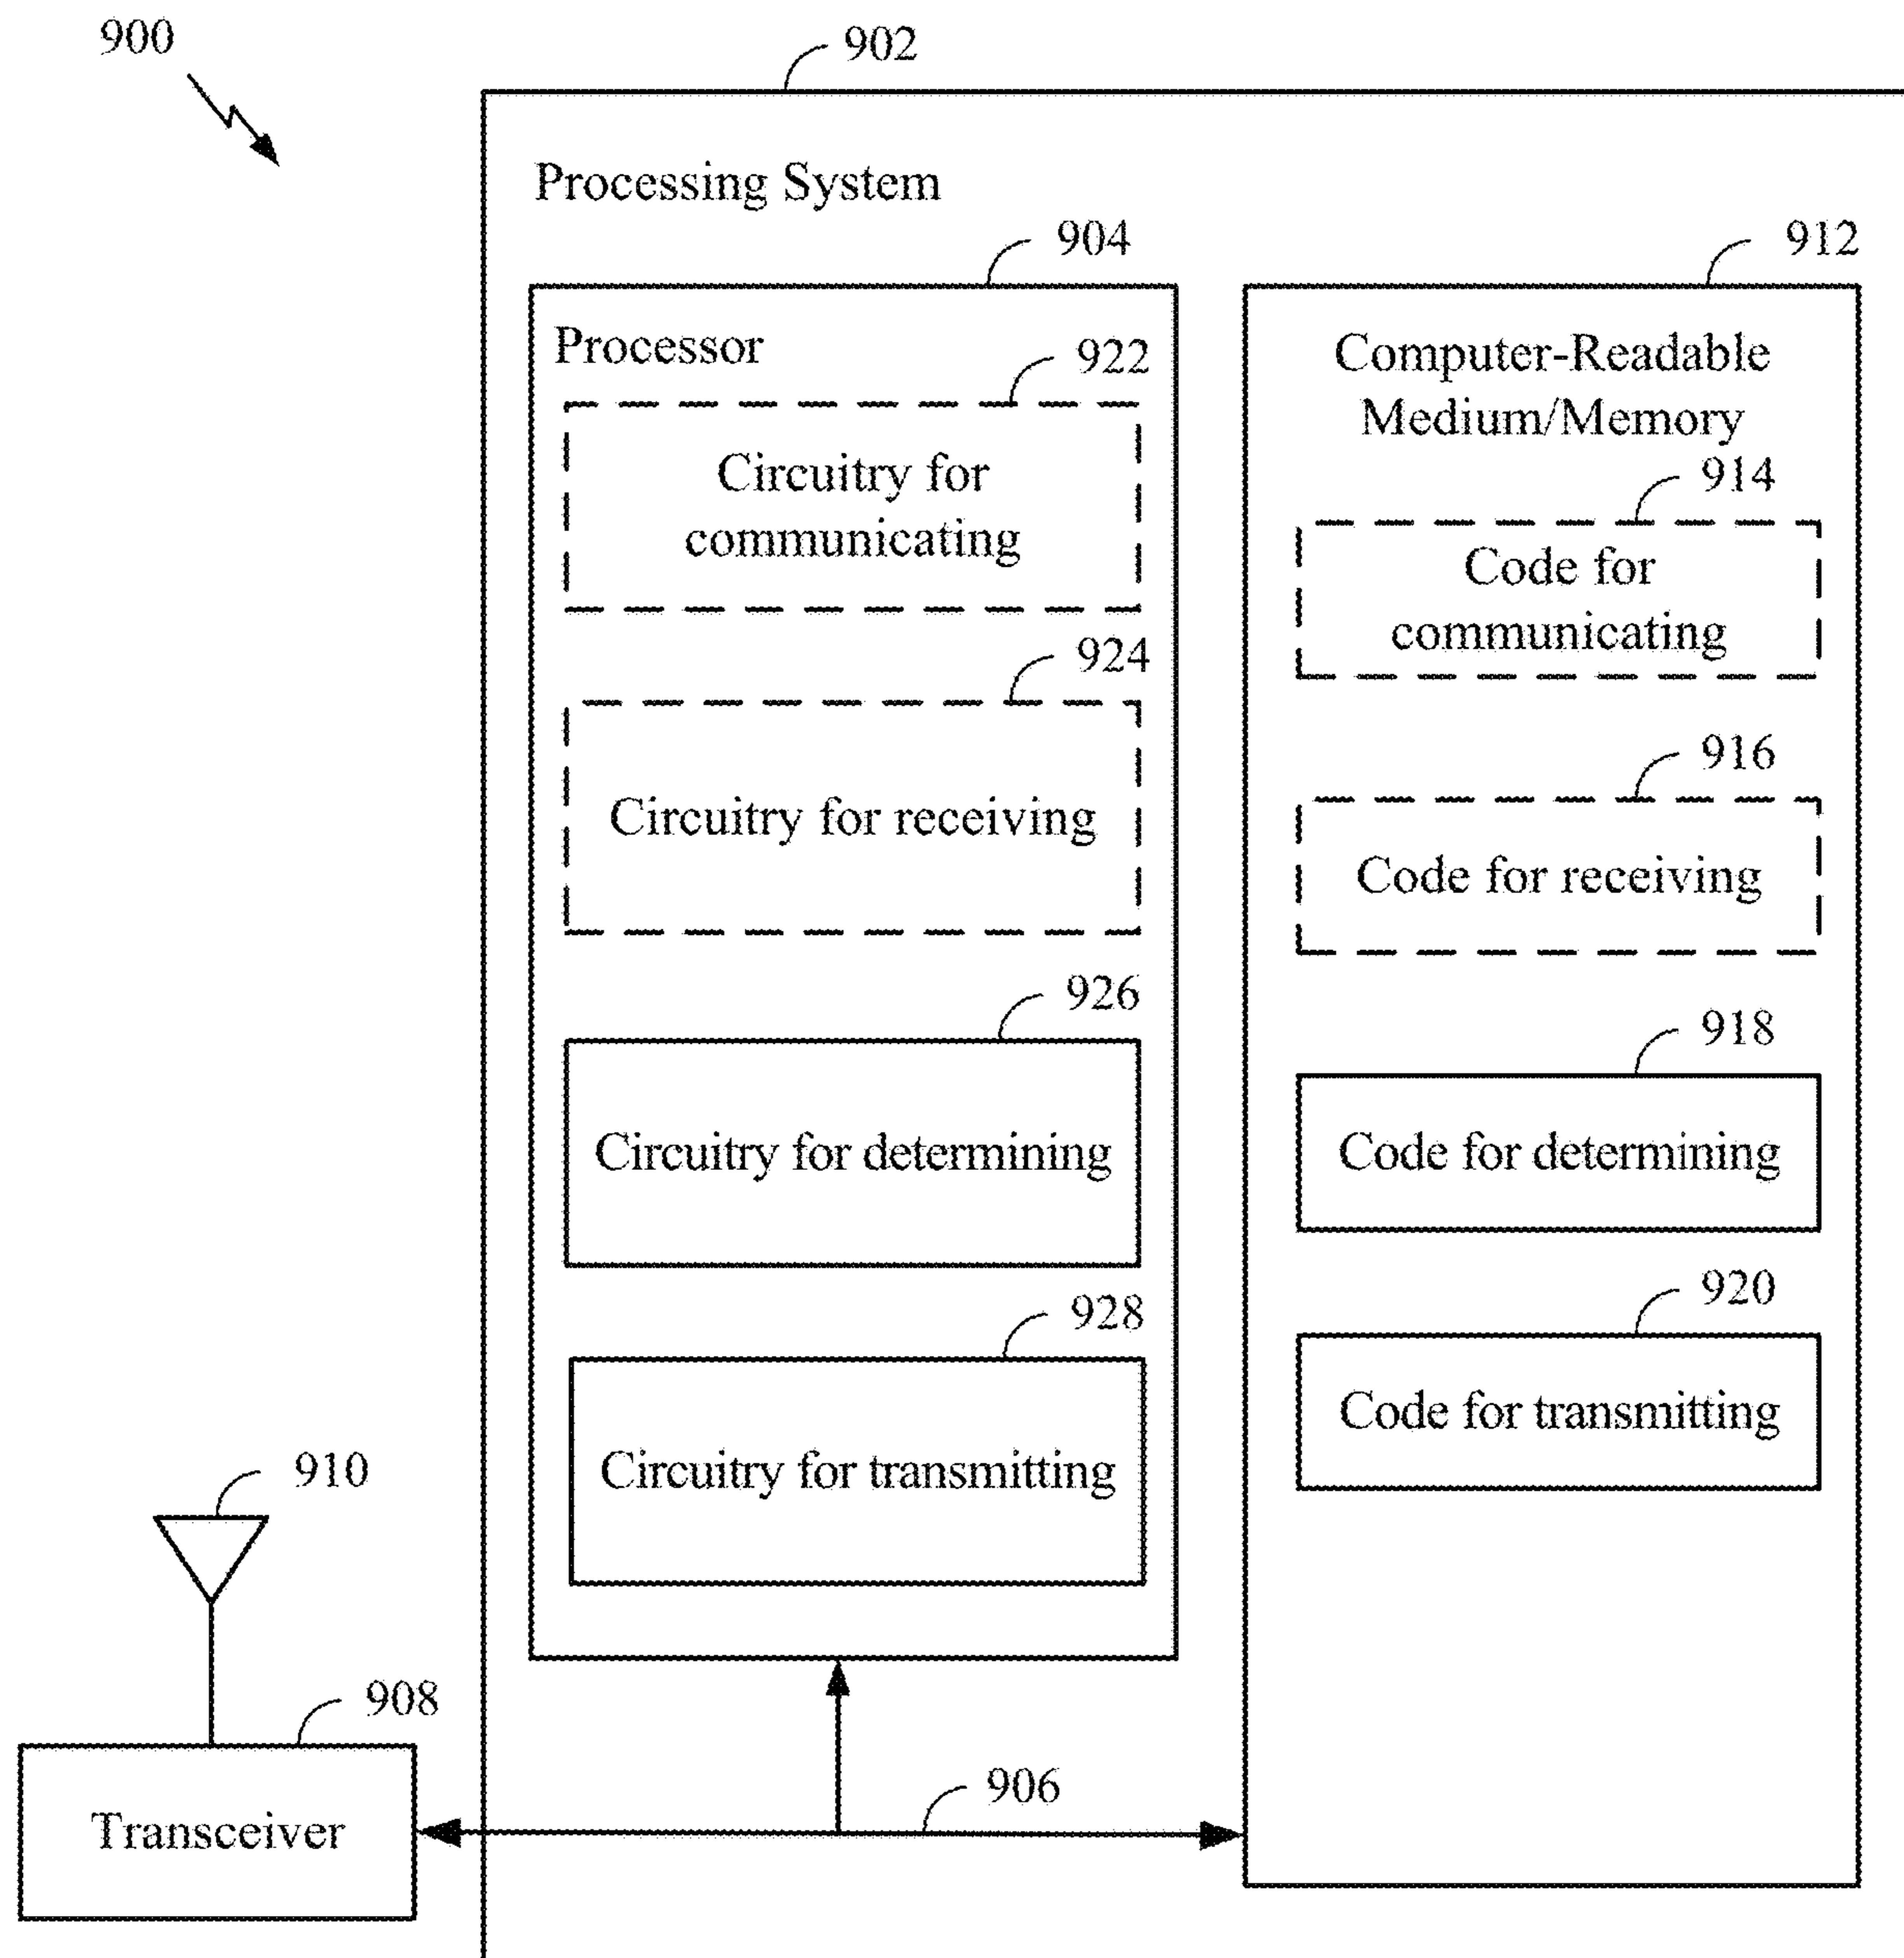 900
902
Processing System
904
912
Processor
922
Computer-Readable
Medium/Memory
Circuitry for
communicating
914
Code for
communicating
924
Circuitry for receiving
916
Code for receiving
926
Circuitry for determining
918
Code for determining
928
Circuitry for transmitting
920
Code for transmitting
910
908
Transceiver
906